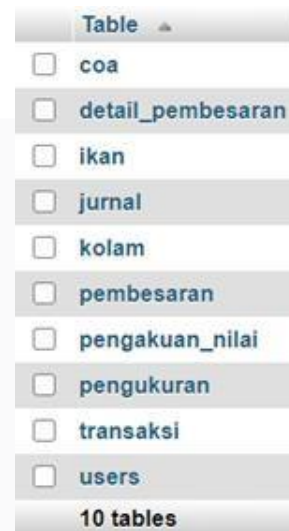 Table
coa
detail_pembesaran
ikan
jurnal
kolam
pembesaran
pengakuan_nilai
pengukuran
transaksi
users
10 tables